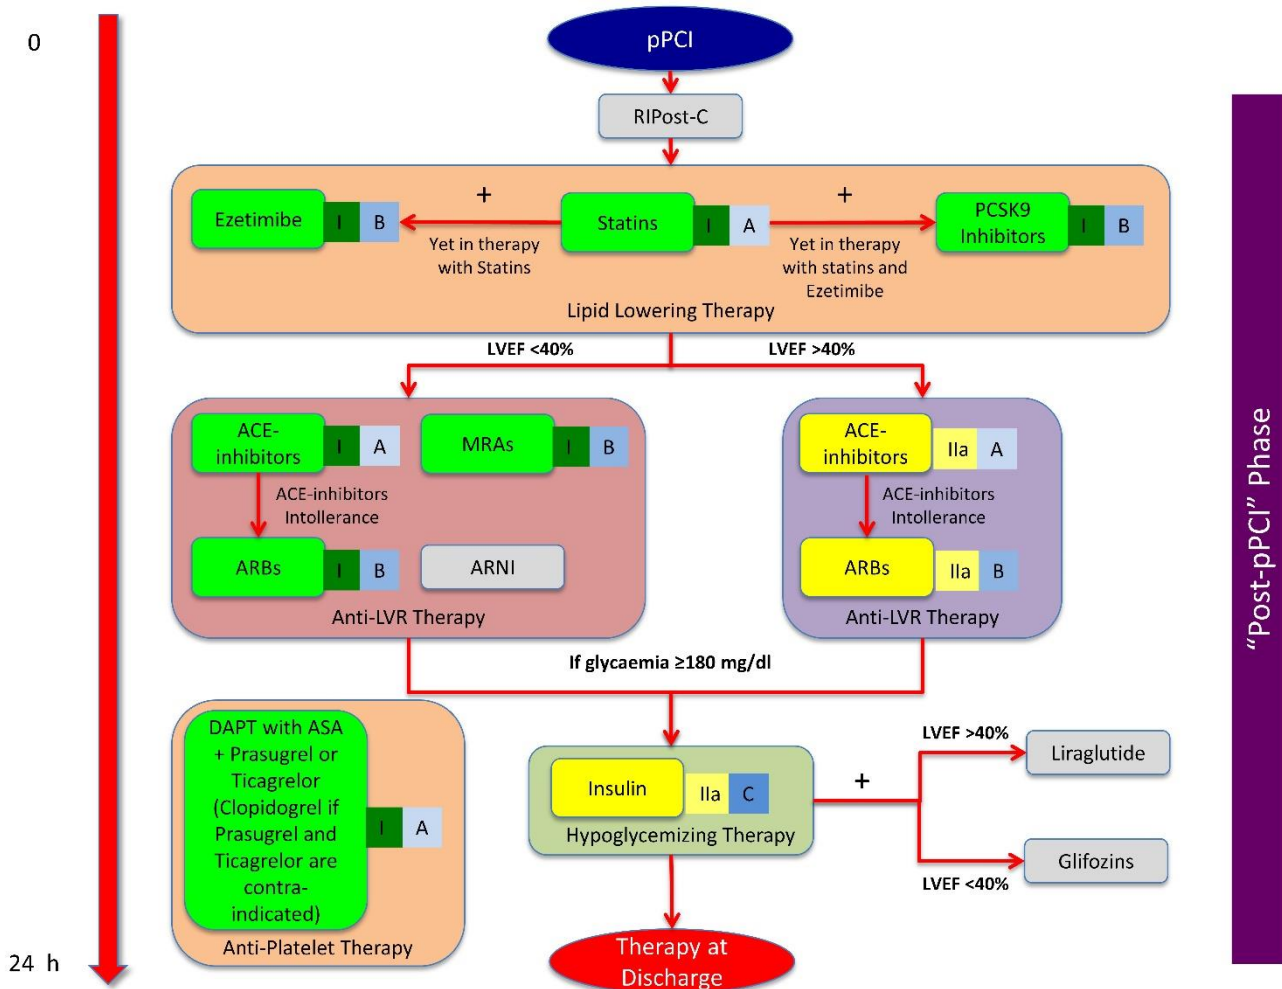 0
pPCI
RIPost-C
+
+
Ezetimibe
I
B
Statins
I
A
PCSK9
Inhibitors
I
B
Yet in therapy
with Statins
Yet in therapy
with statins and
Ezetimibe
Lipid Lowering Therapy
LVEF <40%
LVEF >40%
ACE-
inhibitors
I
A
MRAs
I
B
ACE-inhibitors
Intollerance
ARBs
I
B
ARNI
Anti-LVR Therapy
ACE-
inhibitors
IIa
A
ACE-inhibitors
Intollerance
ARBs
IIa
B
Anti-LVR Therapy
If glycaemia ≥180 mg/dl
DAPT with ASA
+ Prasugrel or
Ticagrelor
(Clopidogrel if
Prasugrel and
Ticagrelor are
contra-
indicated)
I
A
Anti-Platelet Therapy
Insulin
IIa
C
Hypoglycemizing Therapy
+
LVEF >40%
Liraglutide
LVEF <40%
Glifozins
Therapy at
Discharge
24 h
"Post-pPCI" Phase